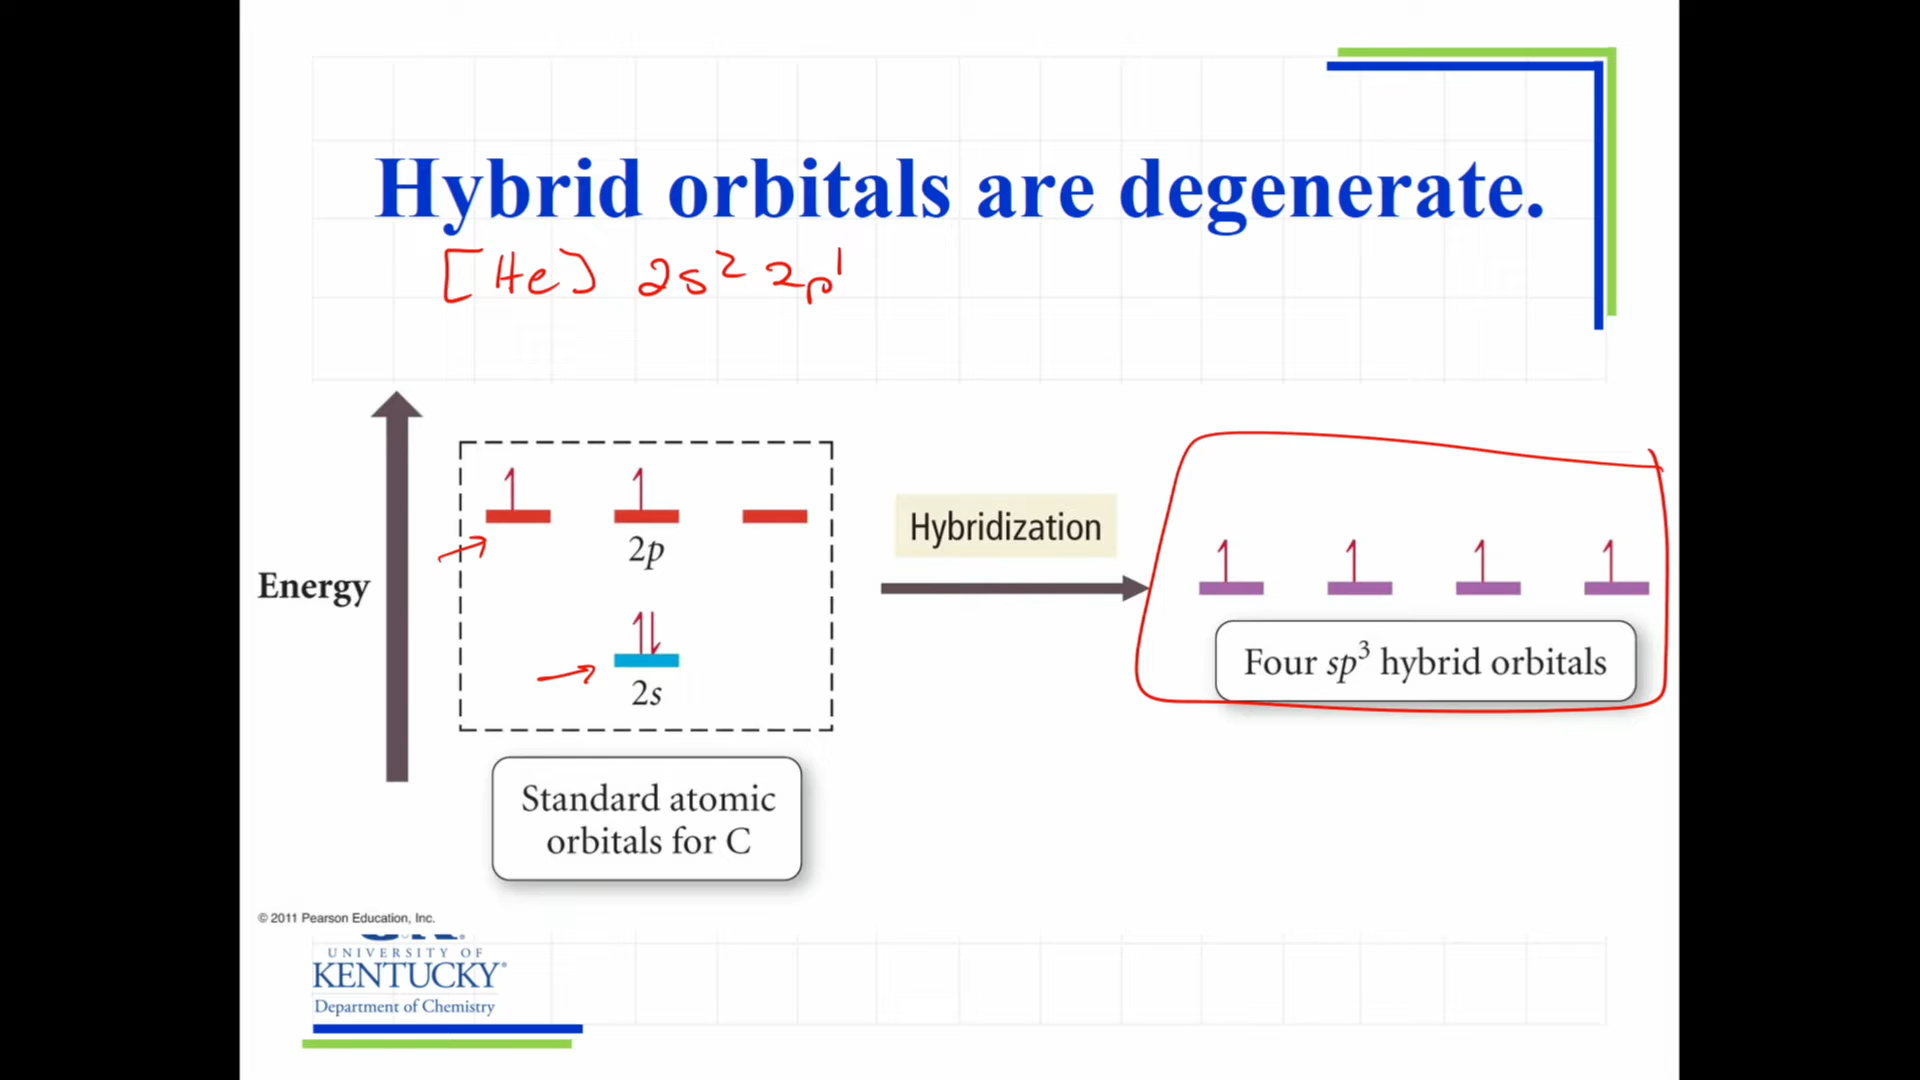 Hybrid orbitals are degenerate.
[He] 2s² 2p¹
Energy
2p
2s
Standard atomic
orbitals for C
Hybridization
Four sp³ hybrid orbitals
© 2011 Pearson Education, Inc.
UNIVERSITY OF
KENTUCKY®
Department of Chemistry